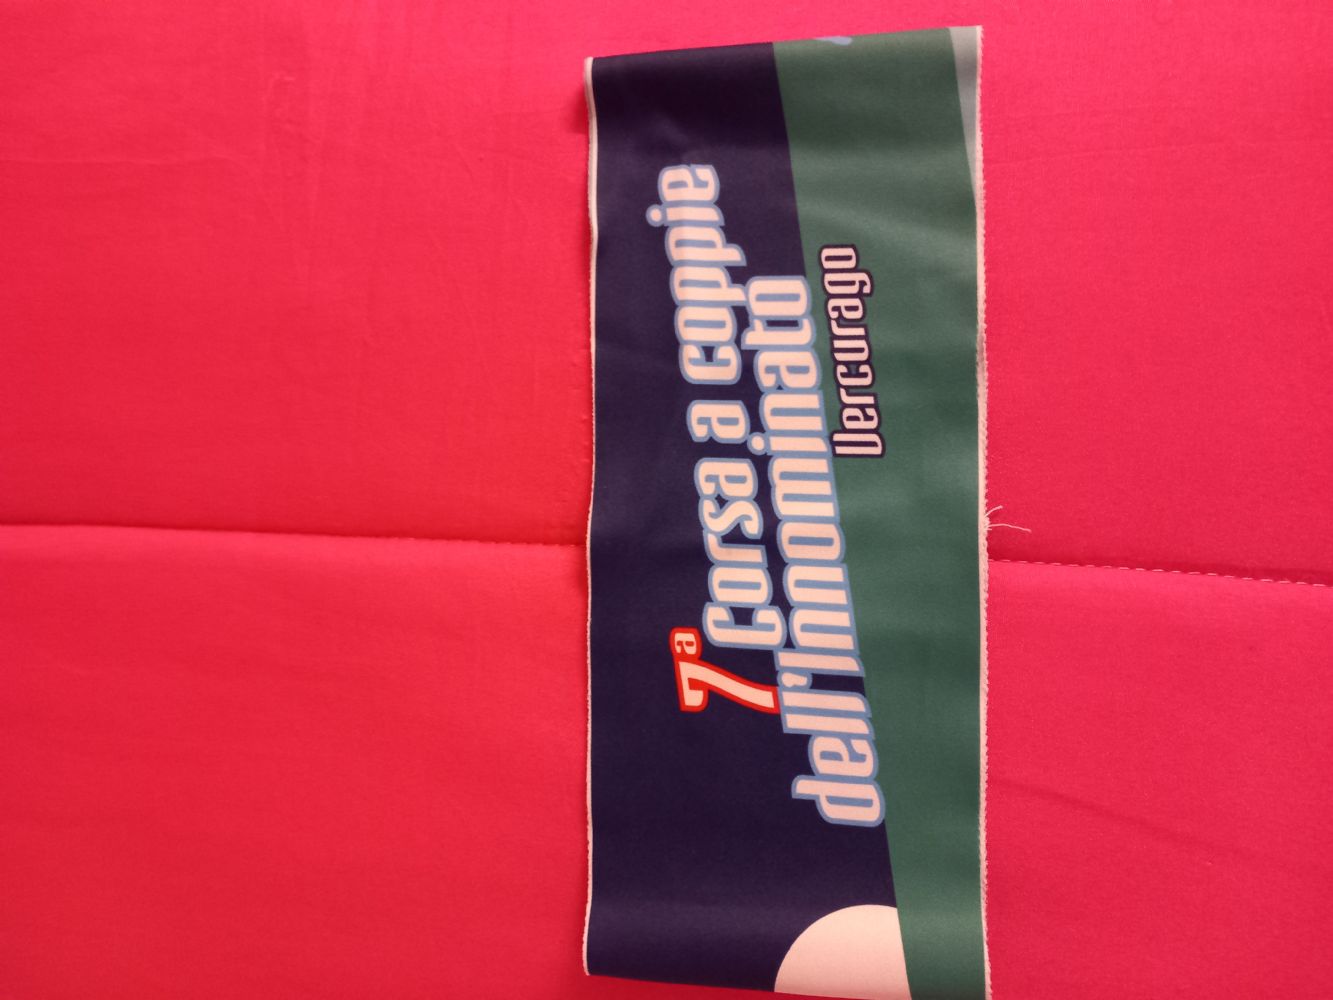 7ª Corsa a coppie
dell'Innominato
Vercurago